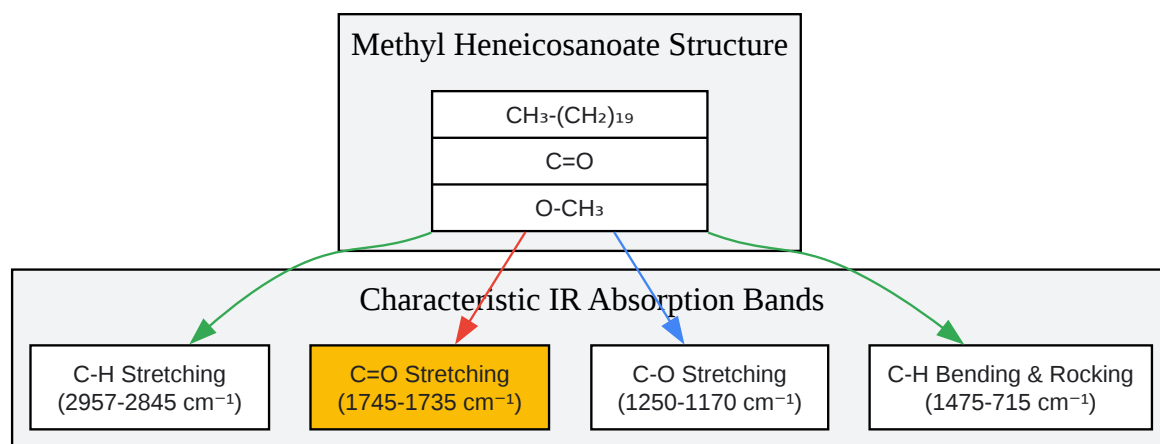 Methyl Heneicosanoate Structure
CH₃-(CH₂)₁₉
C=O
O-CH₃
Characteristic IR Absorption Bands
C-H Stretching
(2957-2845 cm⁻¹)
C=O Stretching
(1745-1735 cm⁻¹)
C-O Stretching
(1250-1170 cm⁻¹)
C-H Bending & Rocking
(1475-715 cm⁻¹)